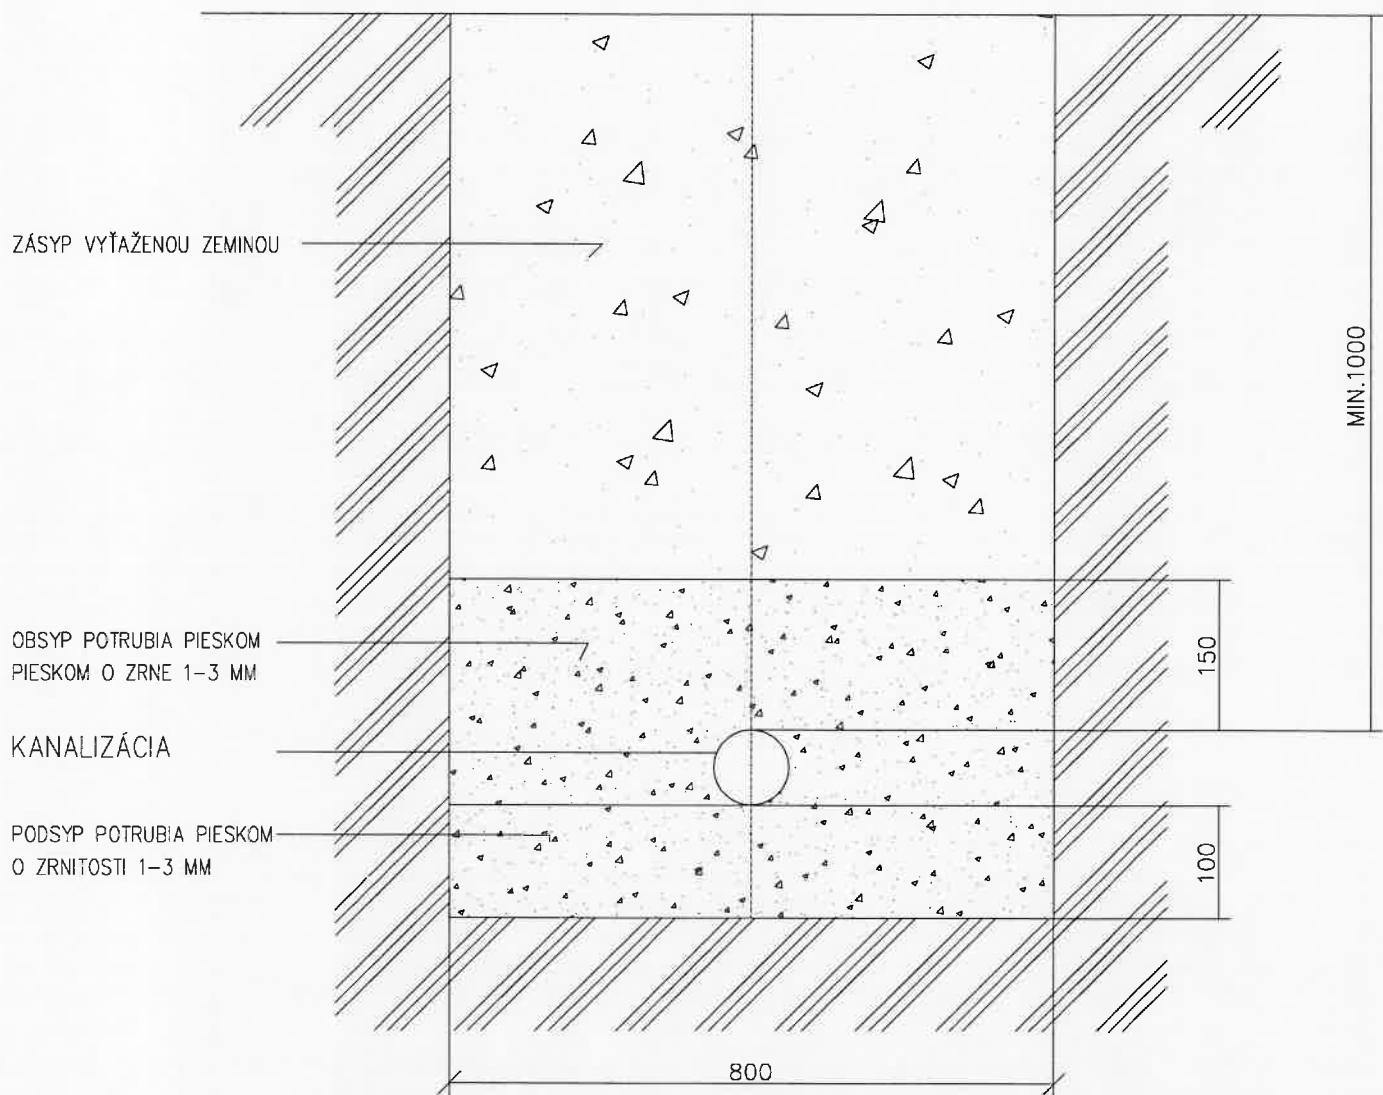 ZÁSYP VYŤAŽENOU ZEMINOU
MIN.1000
OBSYP POTRUBIA PIESKOM
PIESKOM O ZRNE 1-3 MM
150
KANALIZÁCIA
PODSYP POTRUBIA PIESKOM
O ZRNITOSTI 1-3 MM
100
800